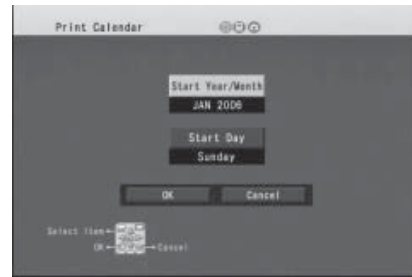 Print Calendar
Start Year/Month
JAN 2006
Start Day
Sunday
OK Cancel
Select Item
OK Cancel